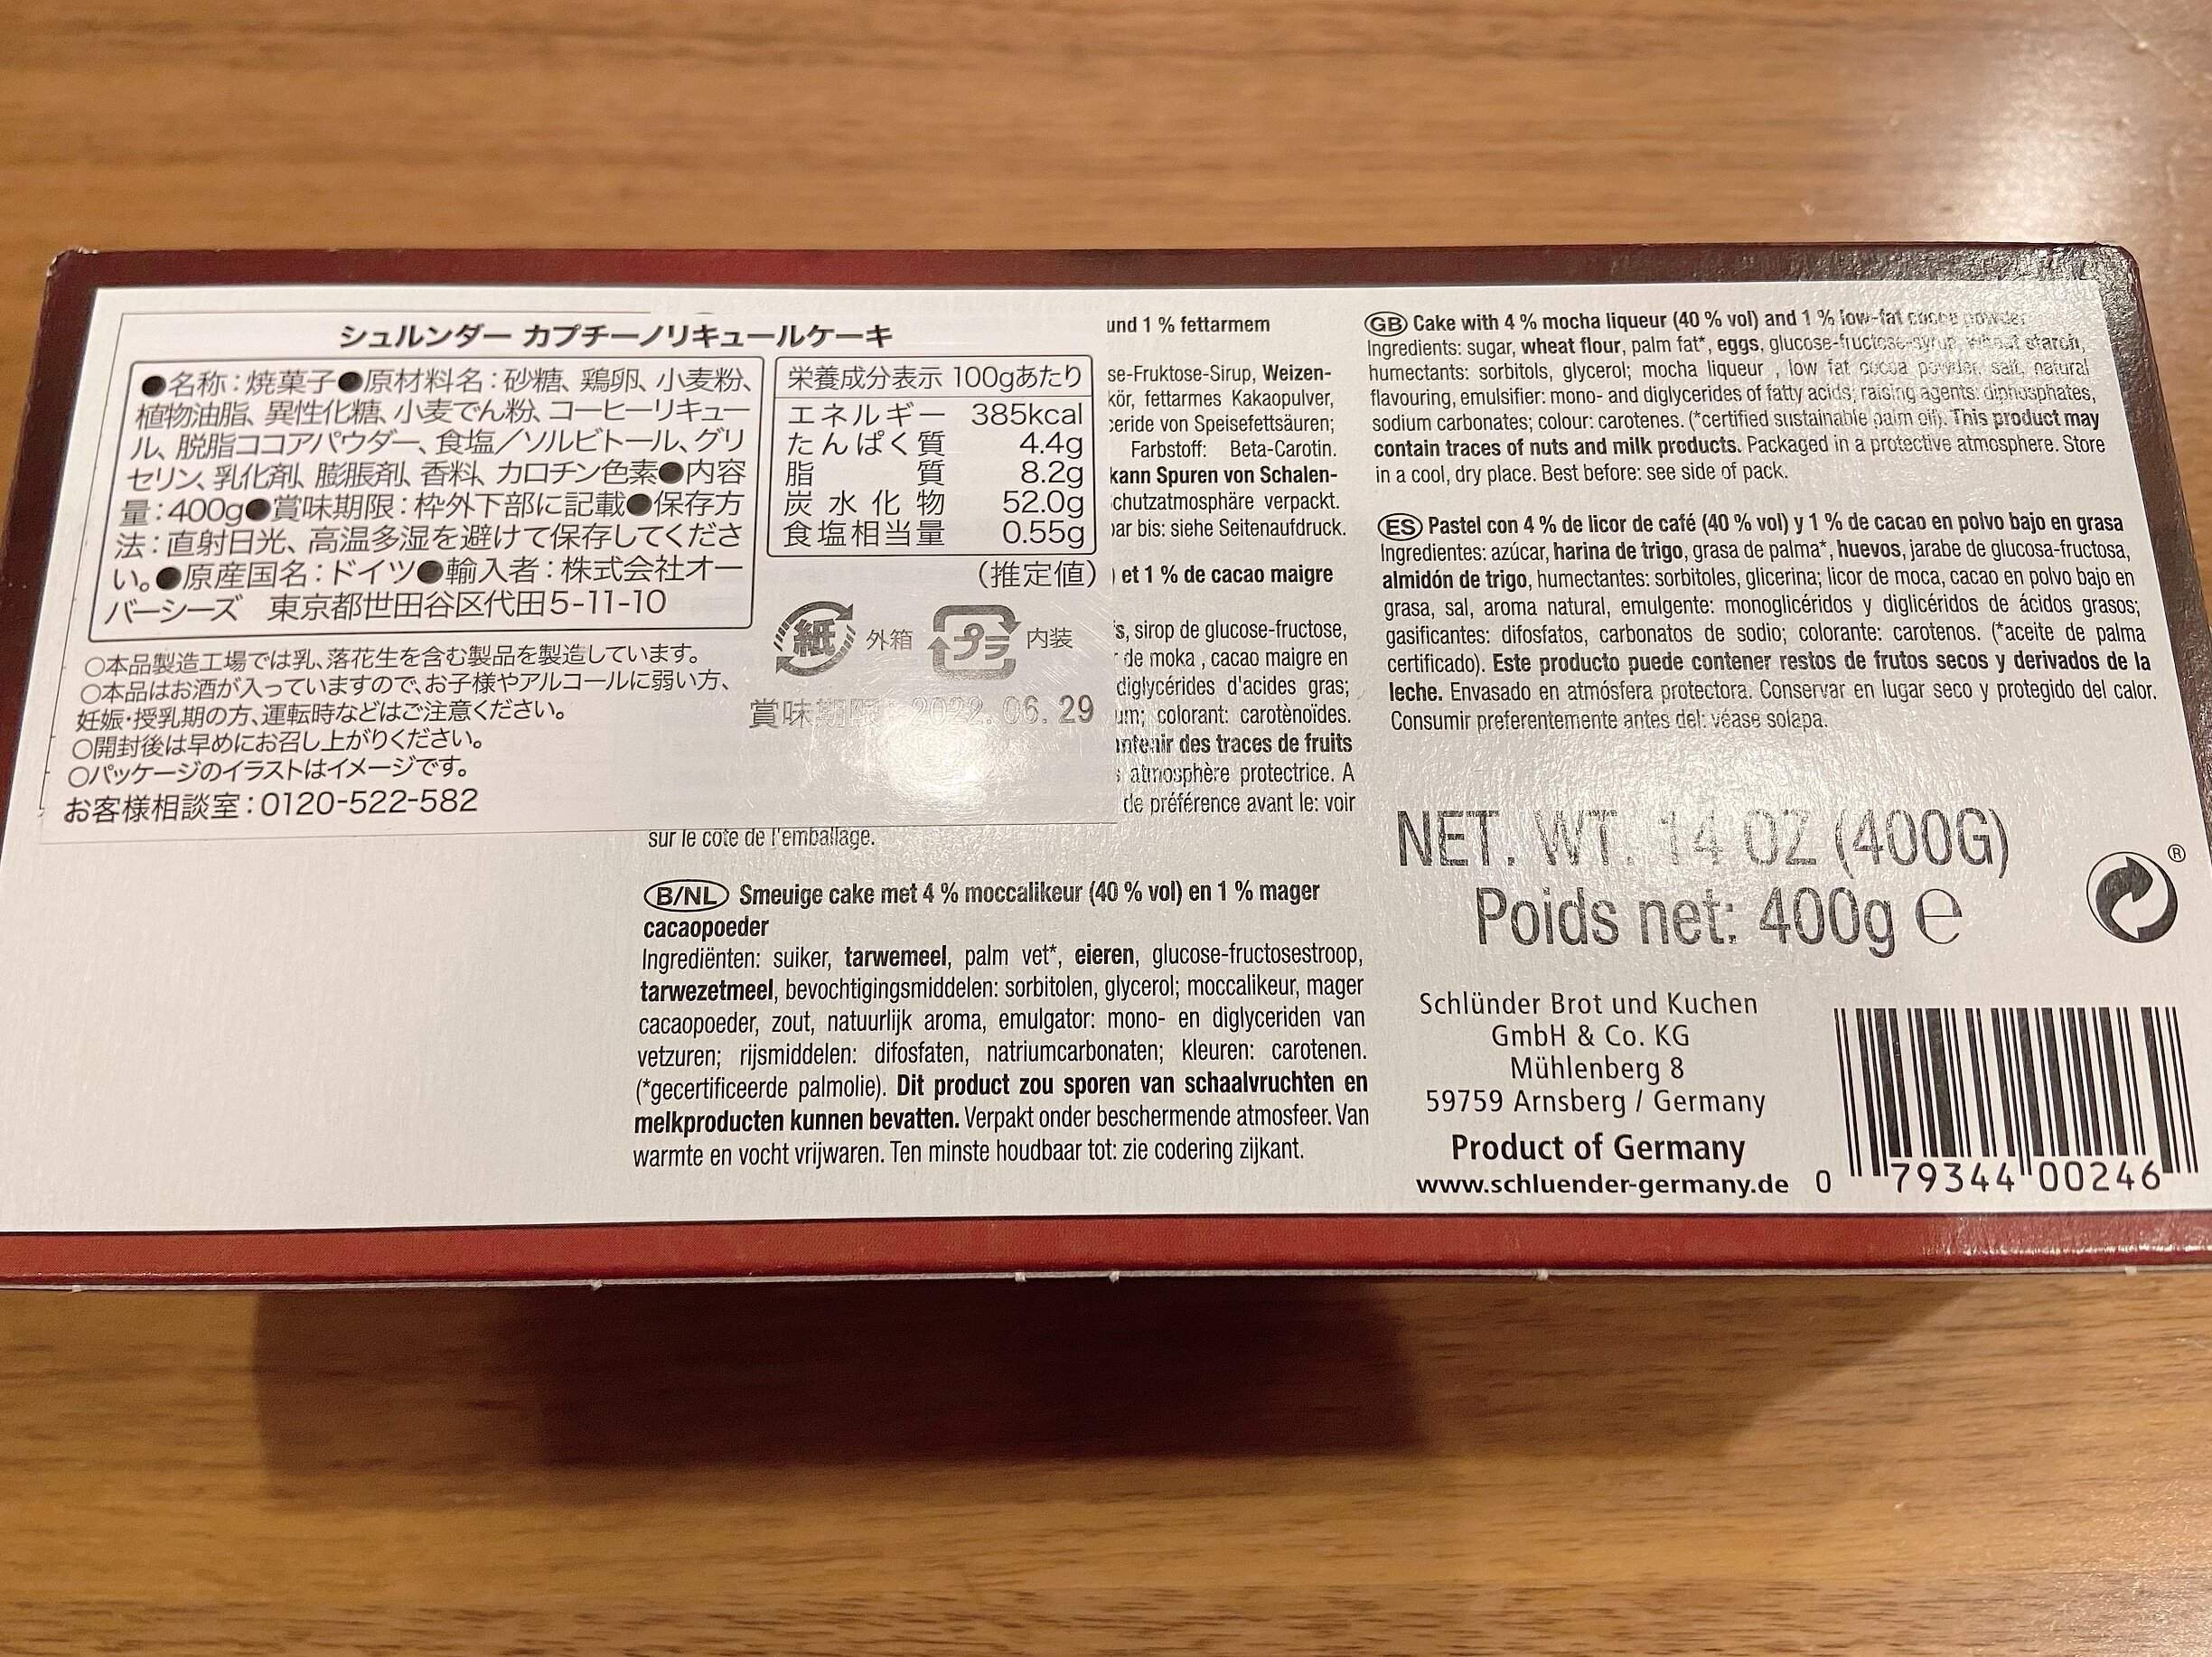 シュルンダー カプチーノリキュールケーキ
●名称:焼菓子●原材料名:砂糖、鶏卵、小麦粉、
植物油脂、異性化糖、小麦でん粉、コーヒーリキュー
ル、脱脂ココアパウダー、食塩/ソルビトール、グリ
セリン、乳化剤、膨脹剤、香料、カロチン色素●内容
量:400g●賞味期限:枠外下部に記載●保存方
法:直射日光、高温多湿を避けて保存してくださ
い。●原産国名:ドイツ●輸入者:株式会社オー
バーシーズ 東京都世田谷区代田5-11-10
栄養成分表示 100gあたり
エネルギー 385kcal
たんぱく質 4.4g
脂質 8.2g
炭水化物 52.0g
食塩相当量 0.55g
(推定値)
紙 外箱 プラ 内装
賞味期限 2022.06.29
○本品製造工場では乳、落花生を含む製品を製造しています。
○本品はお酒が入っていますので、お子様やアルコールに弱い方、
妊娠・授乳期の方、運転時などはご注意ください。
○開封後は早めにお召し上がりください。
○パッケージのイラストはイメージです。
お客様相談室:0120-522-582
und 1 % fettarmem
se-Fruktose-Sirup, Weizen-
kör, fettarmes Kakaopulver,
ceride von Speisefettsäuren;
Farbstoff: Beta-Carotin.
kann Spuren von Schalen-
chutzatmosphäre verpackt.
bar bis: siehe Seitenaufdruck.
) et 1 % de cacao maigre
fs, sirop de glucose-fructose,
de moka , cacao maigre en
diglycérides d'acides gras;
um; colorant: carotènoïdes.
ntenir des traces de fruits
atmosphère protectrice. A
de préférence avant le: voir
sur le côté de l'emballage.
B/NL Smeuige cake met 4 % moccalikeur (40 % vol) en 1 % mager
cacaopoeder
Ingrediënten: suiker, tarwemeel, palm vet*, eieren, glucose-fructosestroop,
tarwezetmeel, bevochtigingsmiddelen: sorbitolen, glycerol; moccalikeur, mager
cacaopoeder, zout, natuurlijk aroma, emulgator: mono- en diglyceriden van
vetzuren; rijsmiddelen: difosfaten, natriumcarbonaten; kleuren: carotenen.
(*gecertificeerde palmolie). Dit product zou sporen van schaalvruchten en
melkproducten kunnen bevatten. Verpakt onder beschermende atmosfeer. Van
warmte en vocht vrijwaren. Ten minste houdbaar tot: zie codering zijkant.
GB Cake with 4 % mocha liqueur (40 % vol) and 1 % low-fat cocoa powder
Ingredients: sugar, wheat flour, palm fat*, eggs, glucose-fructose-syrup, wheat starch,
humectants: sorbitols, glycerol; mocha liqueur , low fat cocoa powder, salt, natural
flavouring, emulsifier: mono- and diglycerides of fatty acids; raising agents: diphosphates,
sodium carbonates; colour: carotenes. (*certified sustainable palm oil). This product may
contain traces of nuts and milk products. Packaged in a protective atmosphere. Store
in a cool, dry place. Best before: see side of pack.
ES Pastel con 4 % de licor de café (40 % vol) y 1 % de cacao en polvo bajo en grasa
Ingredientes: azúcar, harina de trigo, grasa de palma*, huevos, jarabe de glucosa-fructosa,
almidón de trigo, humectantes: sorbitoles, glicerina; licor de moca, cacao en polvo bajo en
grasa, sal, aroma natural, emulgente: monoglicéridos y diglicéridos de ácidos grasos;
gasificantes: difosfatos, carbonatos de sodio; colorante: carotenos. (*aceite de palma
certificado). Este producto puede contener restos de frutos secos y derivados de la
leche. Envasado en atmósfera protectora. Conservar en lugar seco y protegido del calor.
Consumir preferentemente antes del: véase solapa.
NET. WT. 14 OZ (400G)
Poids net: 400g e
®
Schlünder Brot und Kuchen
GmbH & Co. KG
Mühlenberg 8
59759 Arnsberg / Germany
Product of Germany
www.schluender-germany.de
0 79344 00246